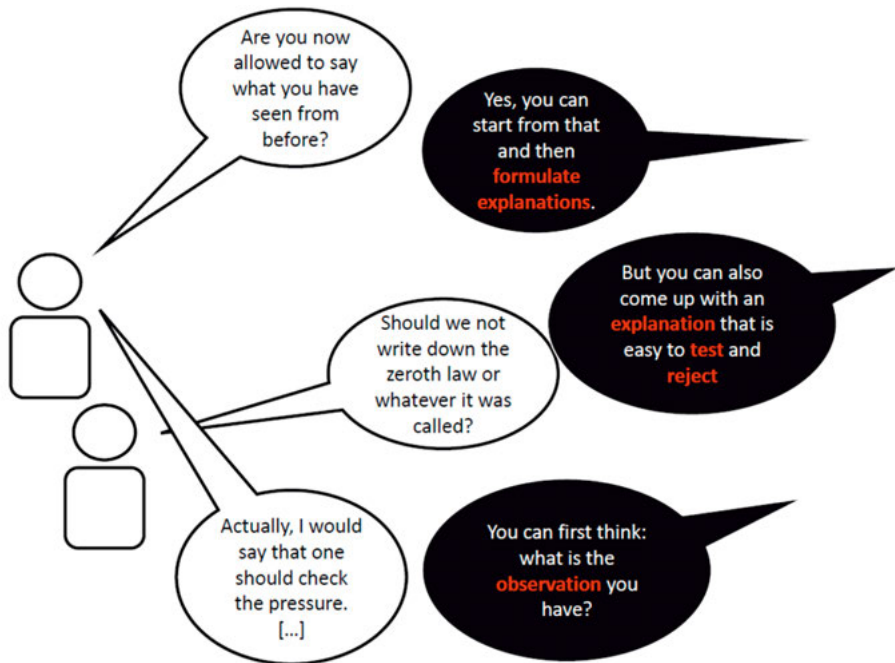 Are you now
allowed to say
what you have
seen from
before?
Yes, you can
start from that
and then
formulate
explanations.
But you can also
come up with an
explanation that is
easy to test and
reject
Should we not
write down the
zeroth law or
whatever it was
called?
Actually, I would
say that one
should check
the pressure.
[...]
You can first think:
what is the
observation you
have?